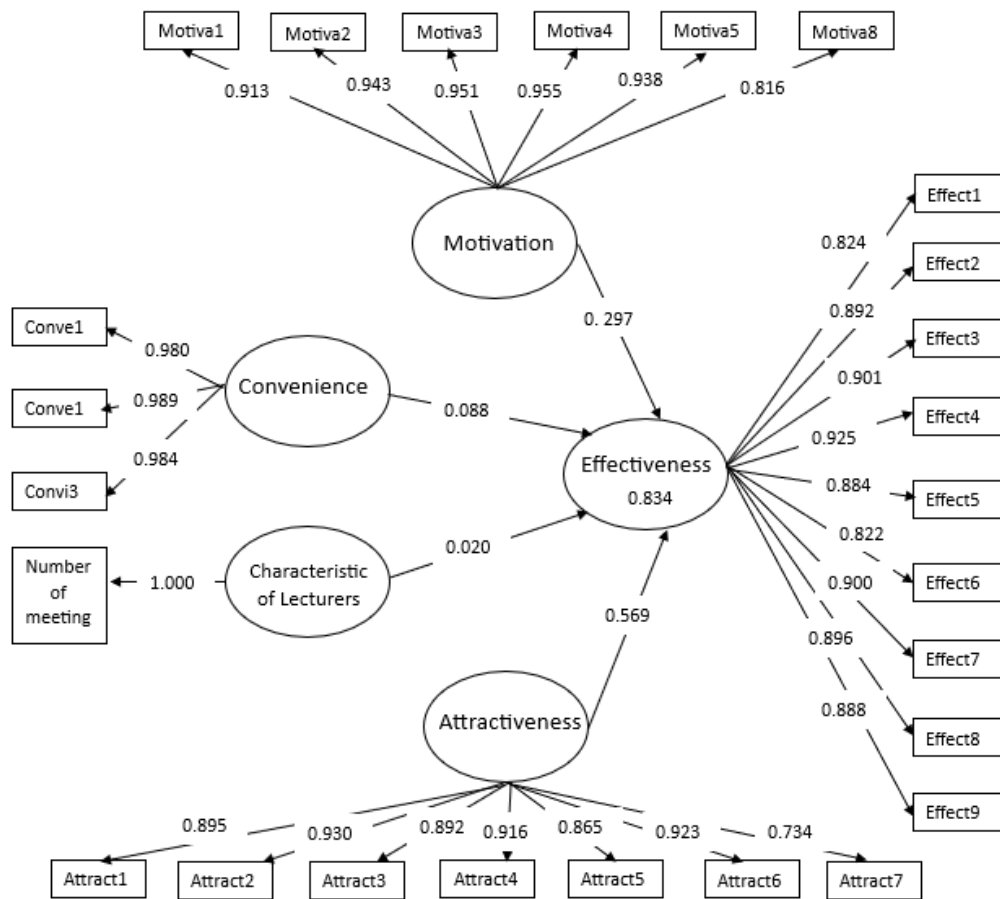 Motiva1
Motiva2
Motiva3
Motiva4
Motiva5
Motiva8
0.913
0.943
0.951
0.955
0.938
0.816
Motivation
0. 297
Conve1
0.980
Conve1
0.989
Convi3
0.984
Convenience
0.088
Number
of
meeting
1.000
Characteristic
of Lecturers
0.020
Effectiveness
0.834
0.569
Attractiveness
0.824
0.892
0.901
0.925
0.884
0.822
0.900
0.896
0.888
Effect1
Effect2
Effect3
Effect4
Effect5
Effect6
Effect7
Effect8
Effect9
0.895
0.930
0.892
0.916
0.865
0.923
0.734
Attract1
Attract2
Attract3
Attract4
Attract5
Attract6
Attract7